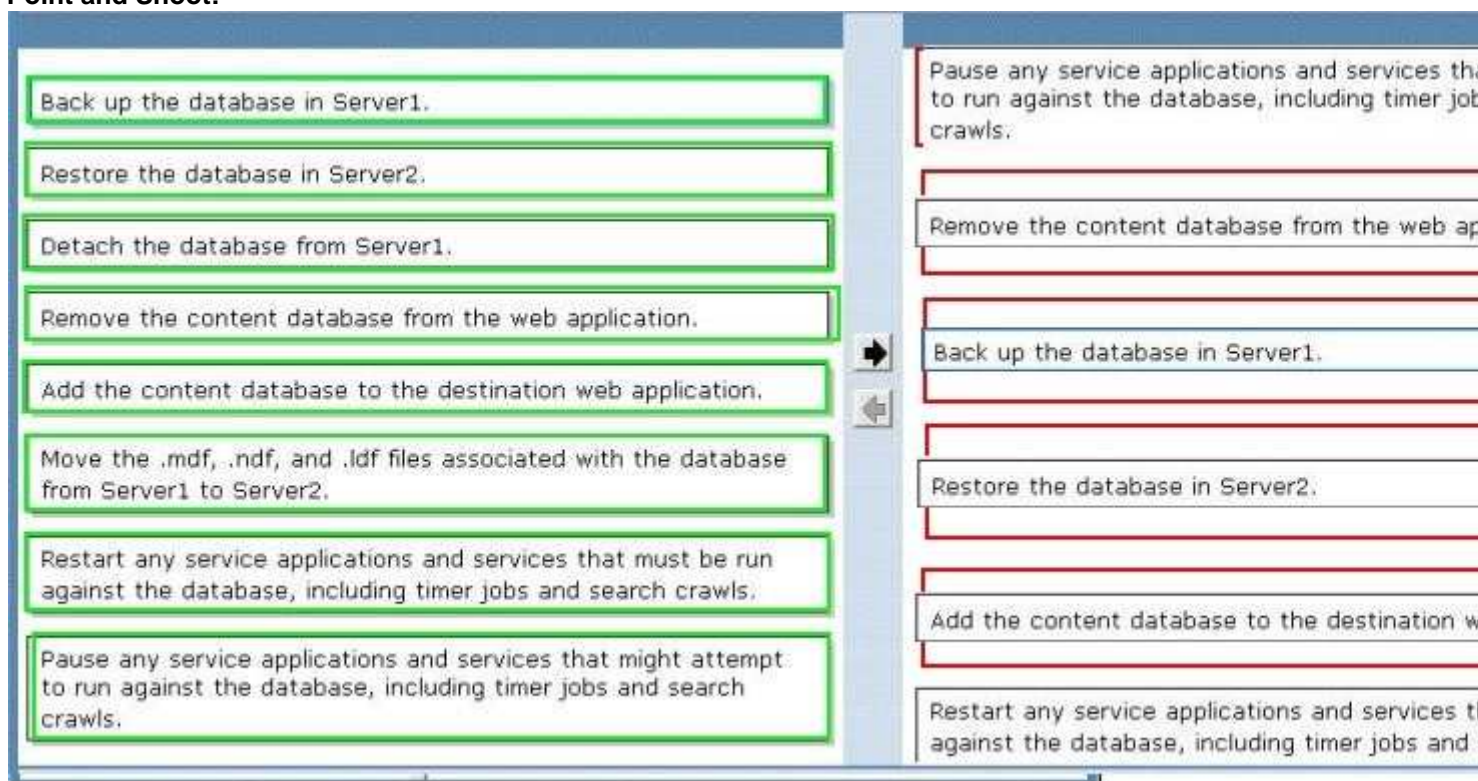 Point and Shoot:
Back up the database in Server1.
Restore the database in Server2.
Detach the database from Server1.
Remove the content database from the web application.
Add the content database to the destination web application.
Move the .mdf, .ndf, and .ldf files associated with the database
from Server1 to Server2.
Restart any service applications and services that must be run
against the database, including timer jobs and search crawls.
Pause any service applications and services that might attempt
to run against the database, including timer jobs and search
crawls.
Pause any service applications and services tha
to run against the database, including timer job
crawls.
Remove the content database from the web ap
Back up the database in Server1.
Restore the database in Server2.
Add the content database to the destination w
Restart any service applications and services t
against the database, including timer jobs and